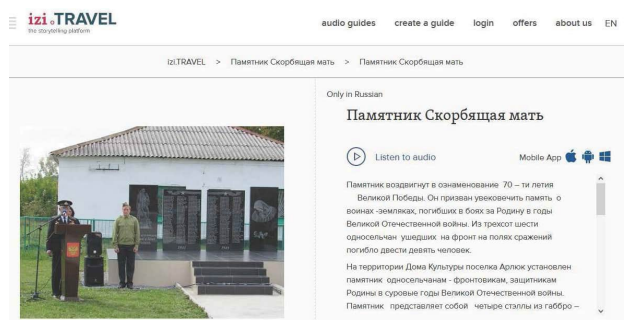 izi.TRAVEL
the storytelling platform
audio guides create a guide login offers about us EN
izi.TRAVEL > Памятник Скорбящая мать > Памятник Скорбящая мать
Only in Russian
Памятник Скорбящая мать
Listen to audio
Mobile App
Памятник воздвигнут в ознаменование 70 – ти летия
Великой Победы. Он призван увековечить память о
воинах -земляках, погибших в боях за Родину в годы
Великой Отечественной войны. Из трехсот шести
односельчан ушедших на фронт на полях сражений
погибло двести девять человек.
На территории Дома Культуры поселка Арлюк установлен
памятник односельчанам - фронтовикам, защитникам
Родины в суровые годы Великой Отечественной войны.
Памятник представляет собой четыре стэллы из габбро –